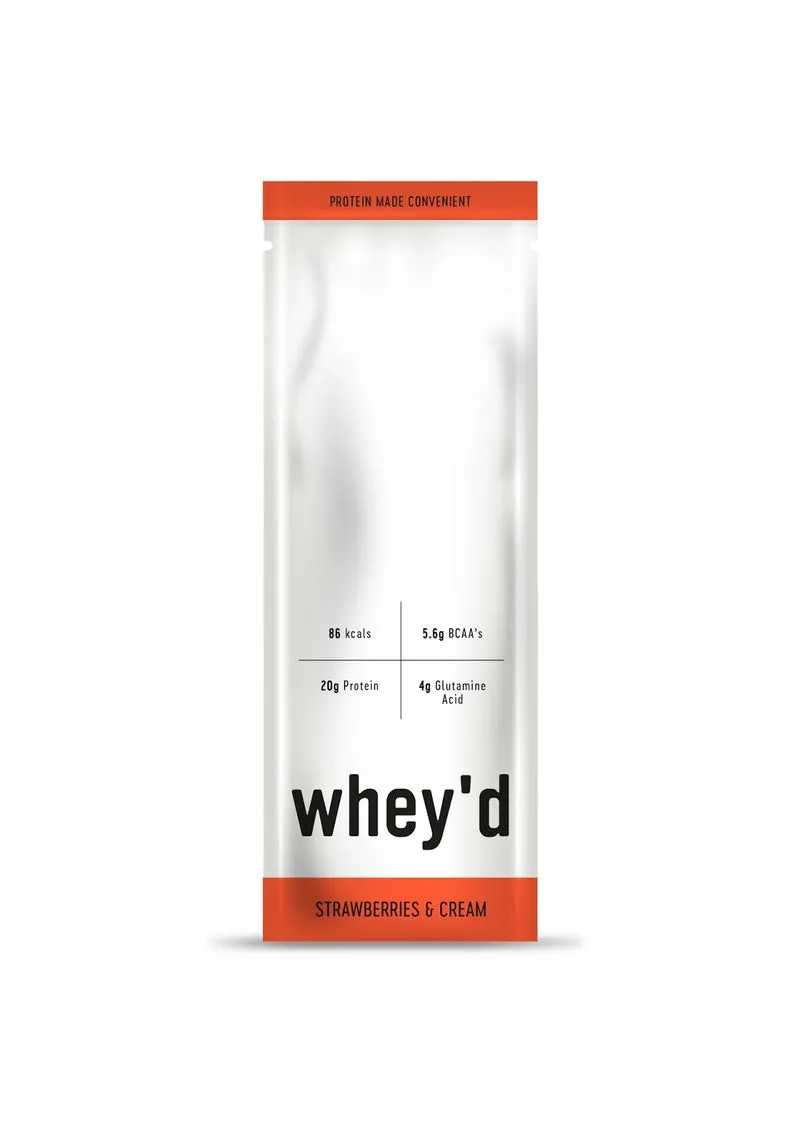 PROTEIN MADE CONVENIENT
86 kcals
5.6g BCAA's
20g Protein
4g Glutamine
Acid
whey'd
STRAWBERRIES & CREAM